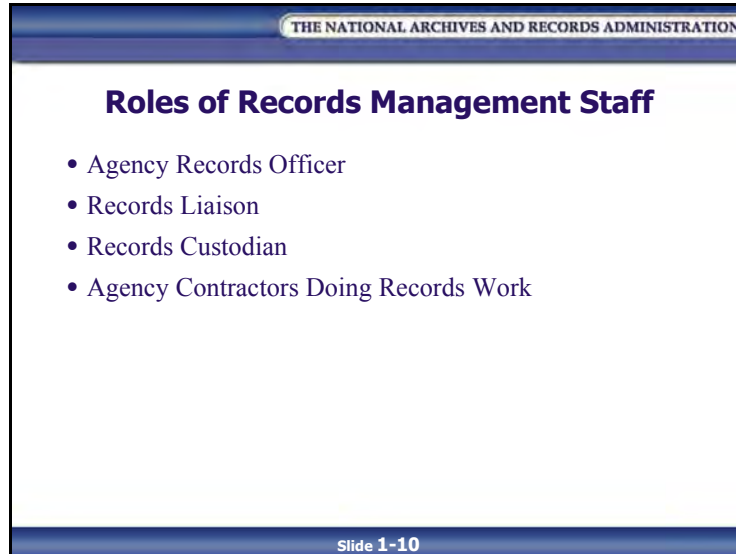 THE NATIONAL ARCHIVES AND RECORDS ADMINISTRATION
Roles of Records Management Staff
• Agency Records Officer
• Records Liaison
• Records Custodian
• Agency Contractors Doing Records Work
Slide 1-10